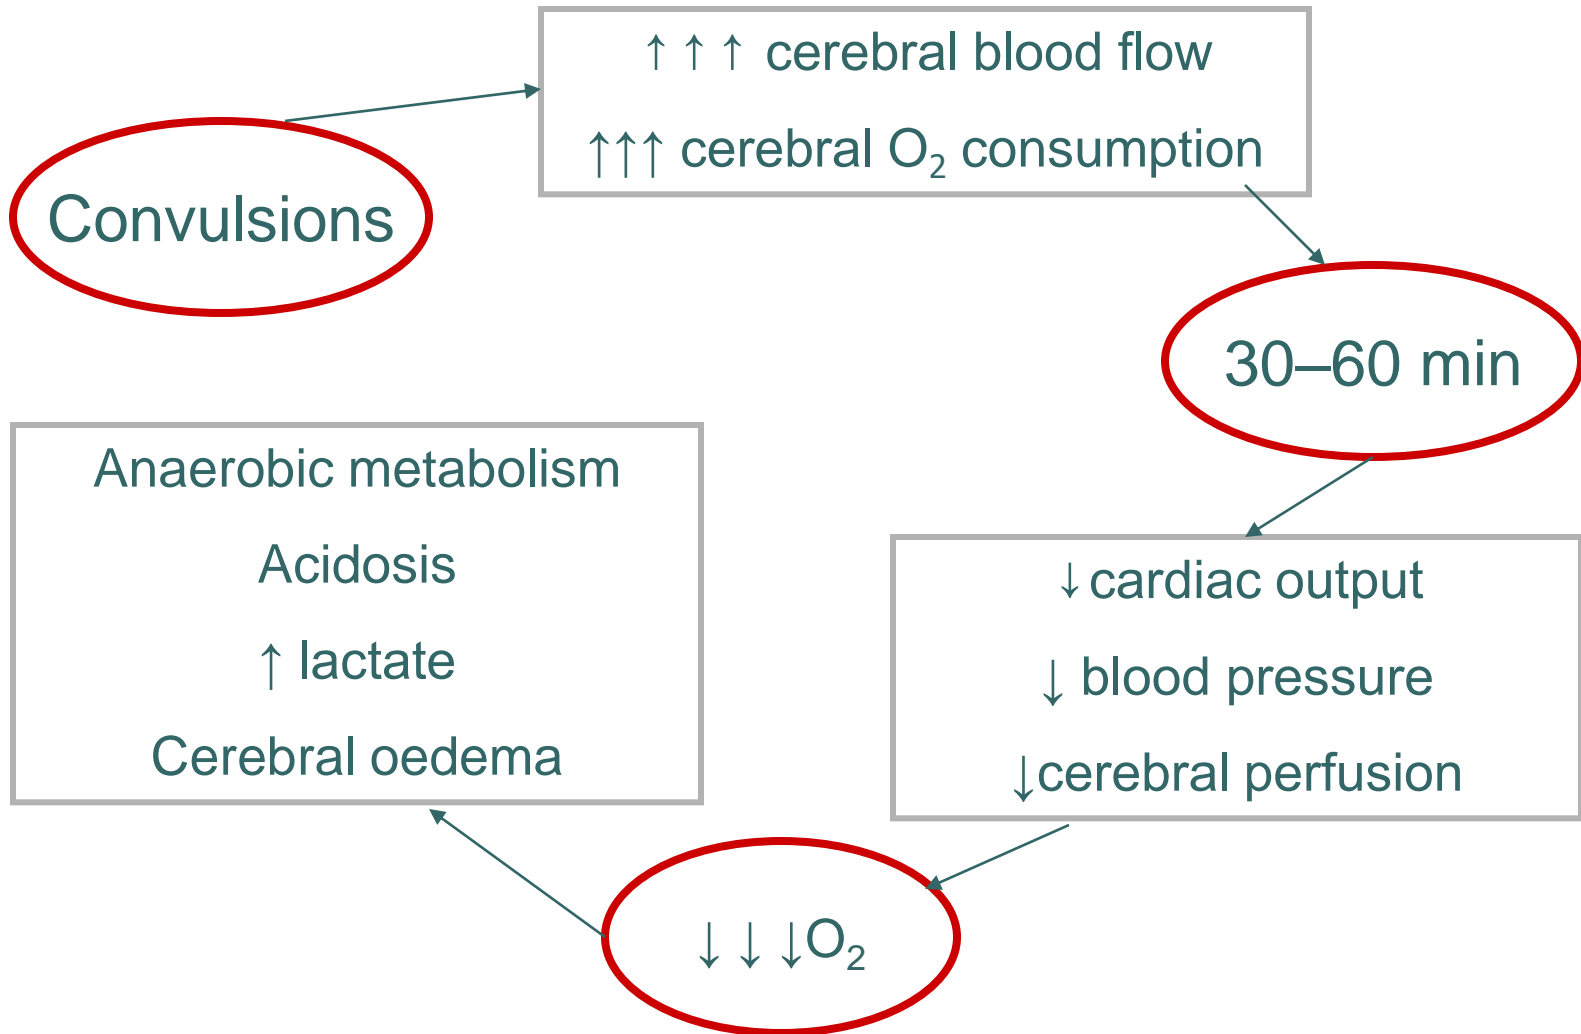 ↑ ↑ ↑ cerebral blood flow
↑↑↑ cerebral O₂ consumption
Convulsions
30–60 min
Anaerobic metabolism
Acidosis
↑ lactate
Cerebral oedema
↓cardiac output
↓ blood pressure
↓cerebral perfusion
↓ ↓ ↓O₂